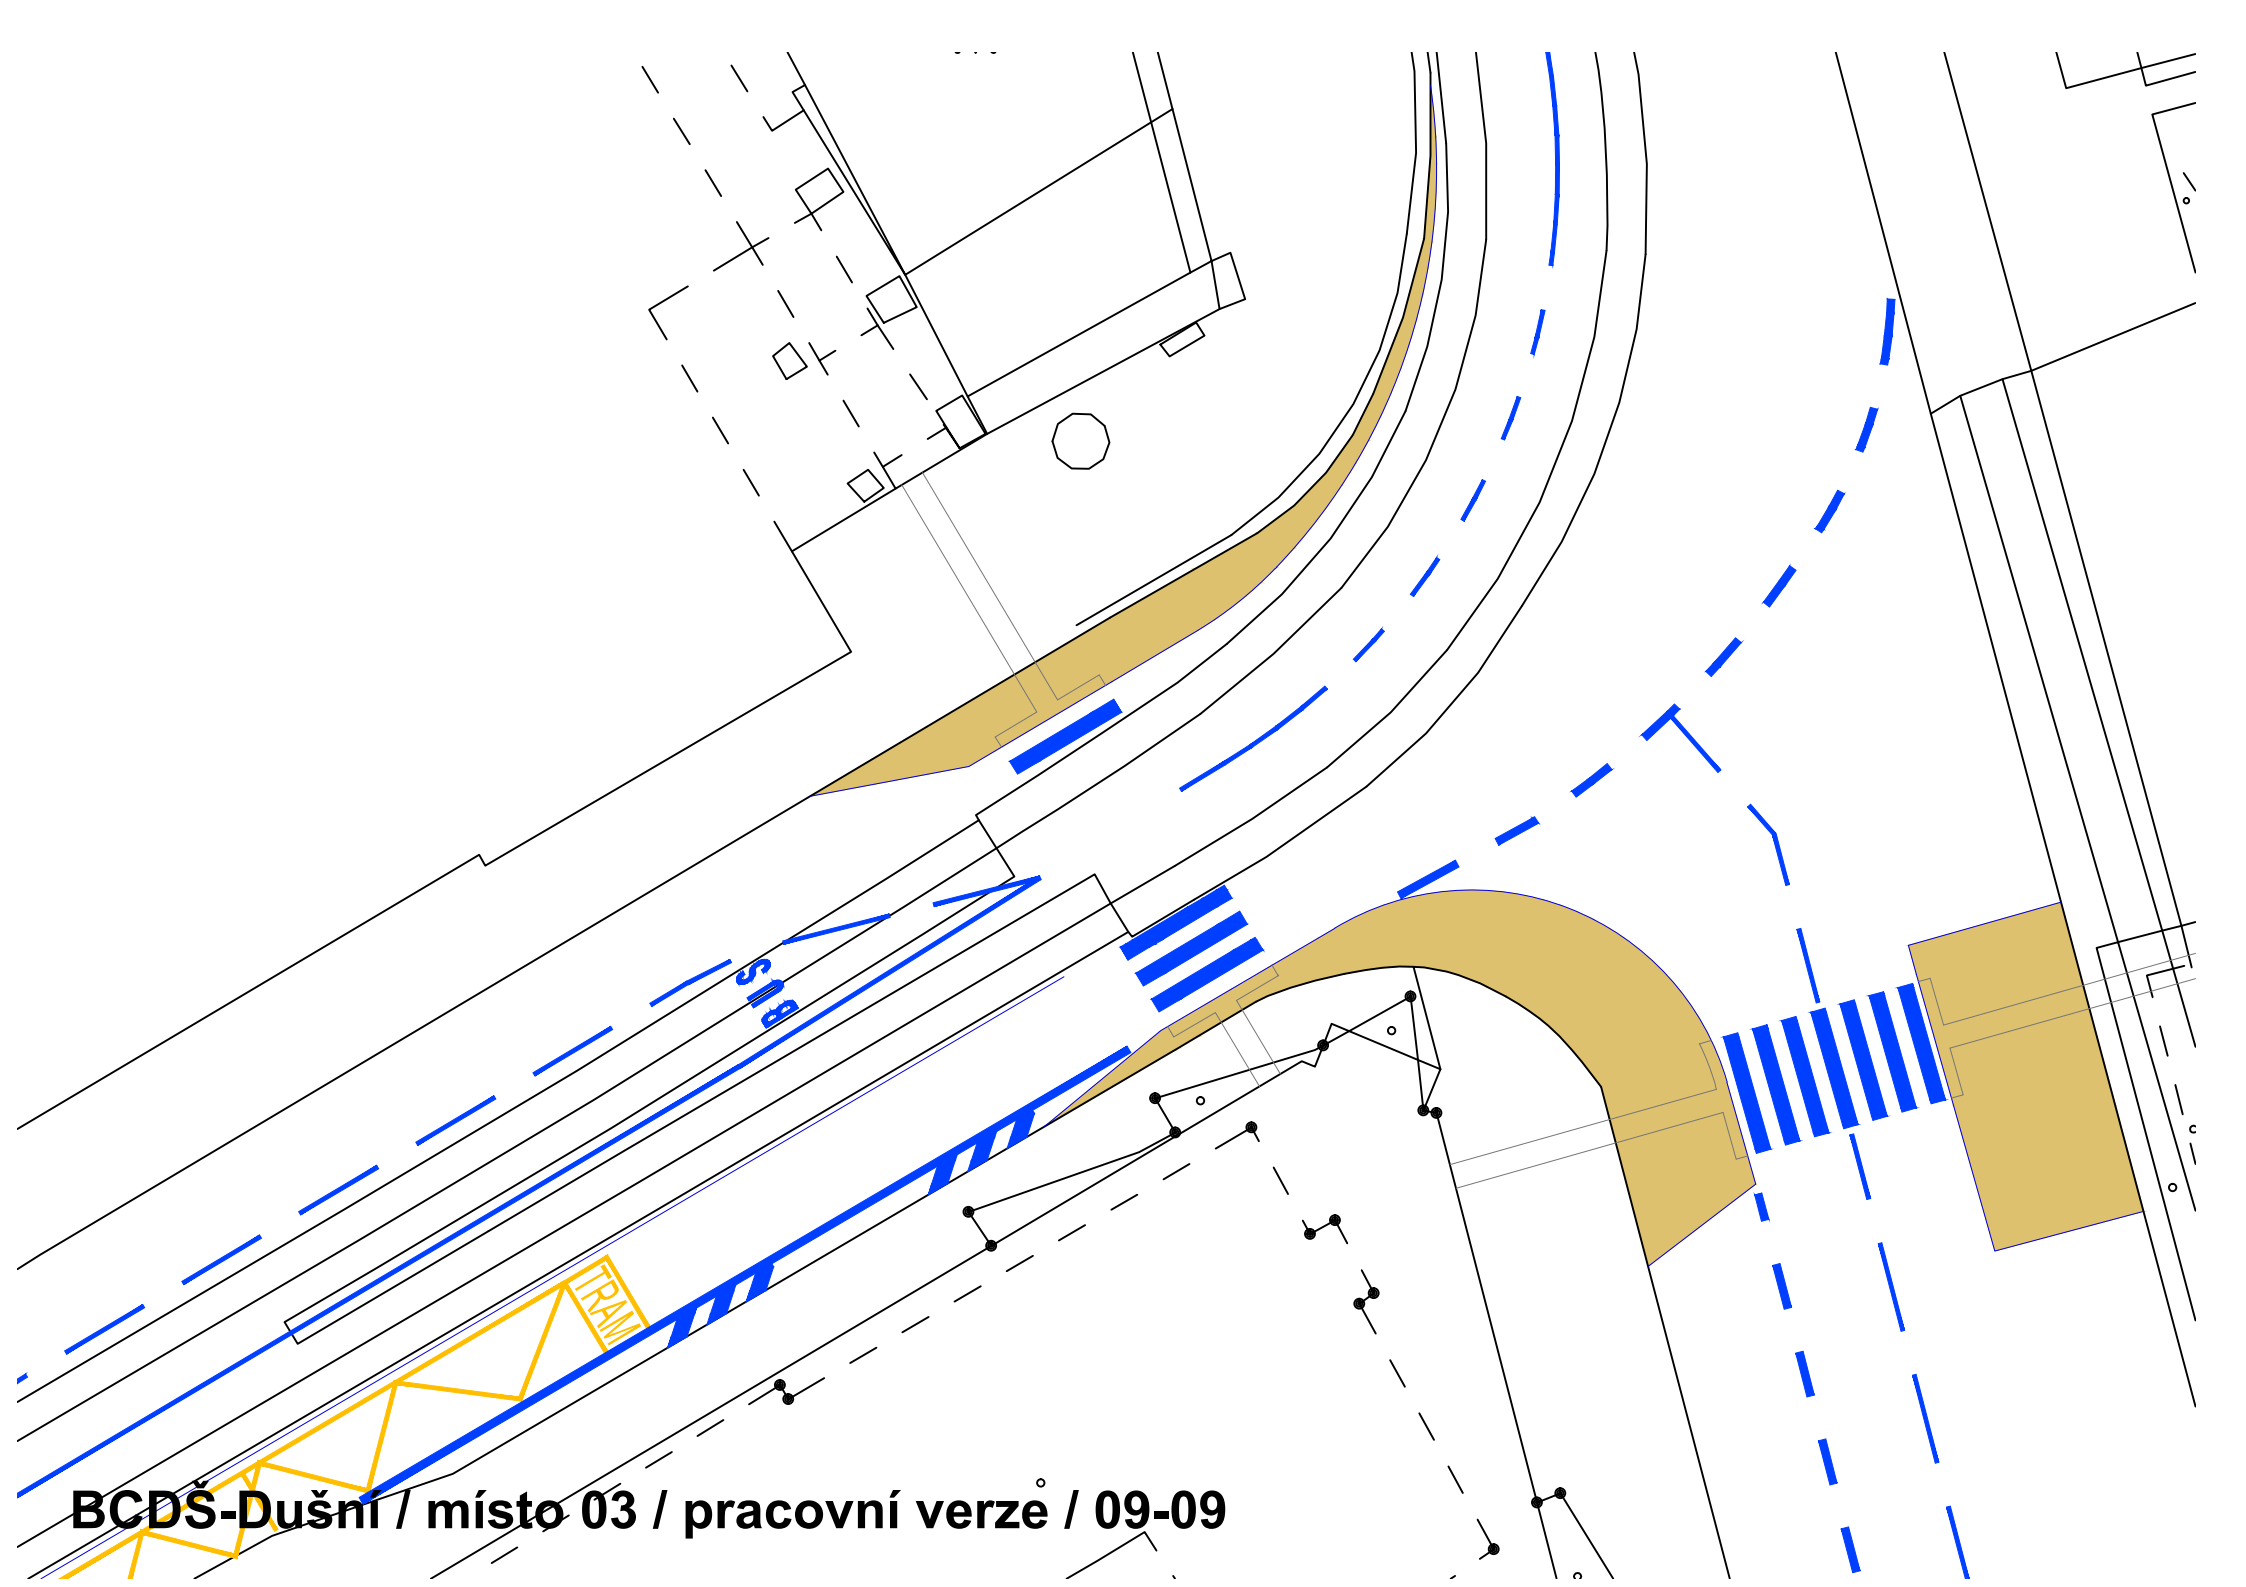 BUS
TRAM
BCDŠ-Dušní / místo 03 / pracovní verze / 09-09